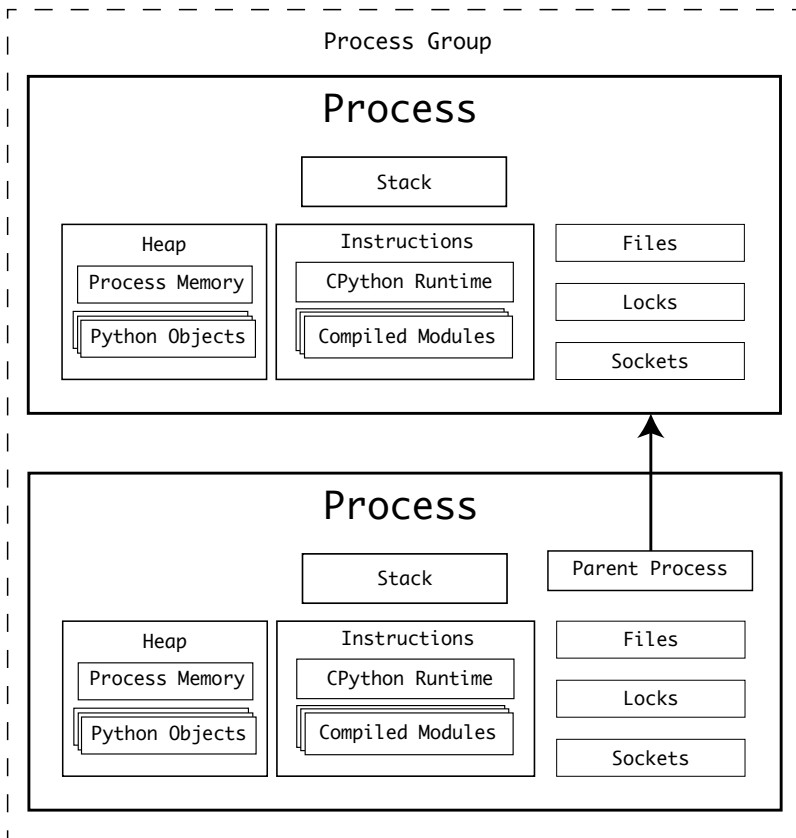 Process Group
Process
Stack
Heap
Process Memory
Python Objects
Instructions
CPython Runtime
Compiled Modules
Files
Locks
Sockets
Process
Stack
Parent Process
Heap
Process Memory
Python Objects
Instructions
CPython Runtime
Compiled Modules
Files
Locks
Sockets